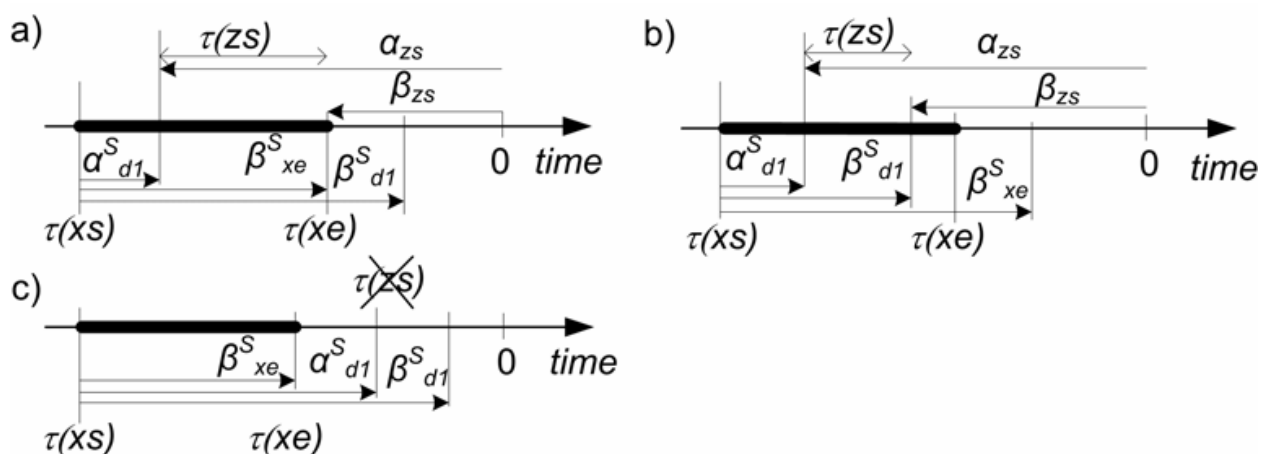 a)
τ(zs)
α_zs
β_zs
α^S_d1
β^S_xe
β^S_d1
0
time
τ(xs)
τ(xe)
b)
τ(zs)
α_zs
β_zs
α^S_d1
β^S_d1
β^S_xe
0
time
τ(xs)
τ(xe)
c)
τ(zs)
β^S_xe
α^S_d1
β^S_d1
0
time
τ(xs)
τ(xe)